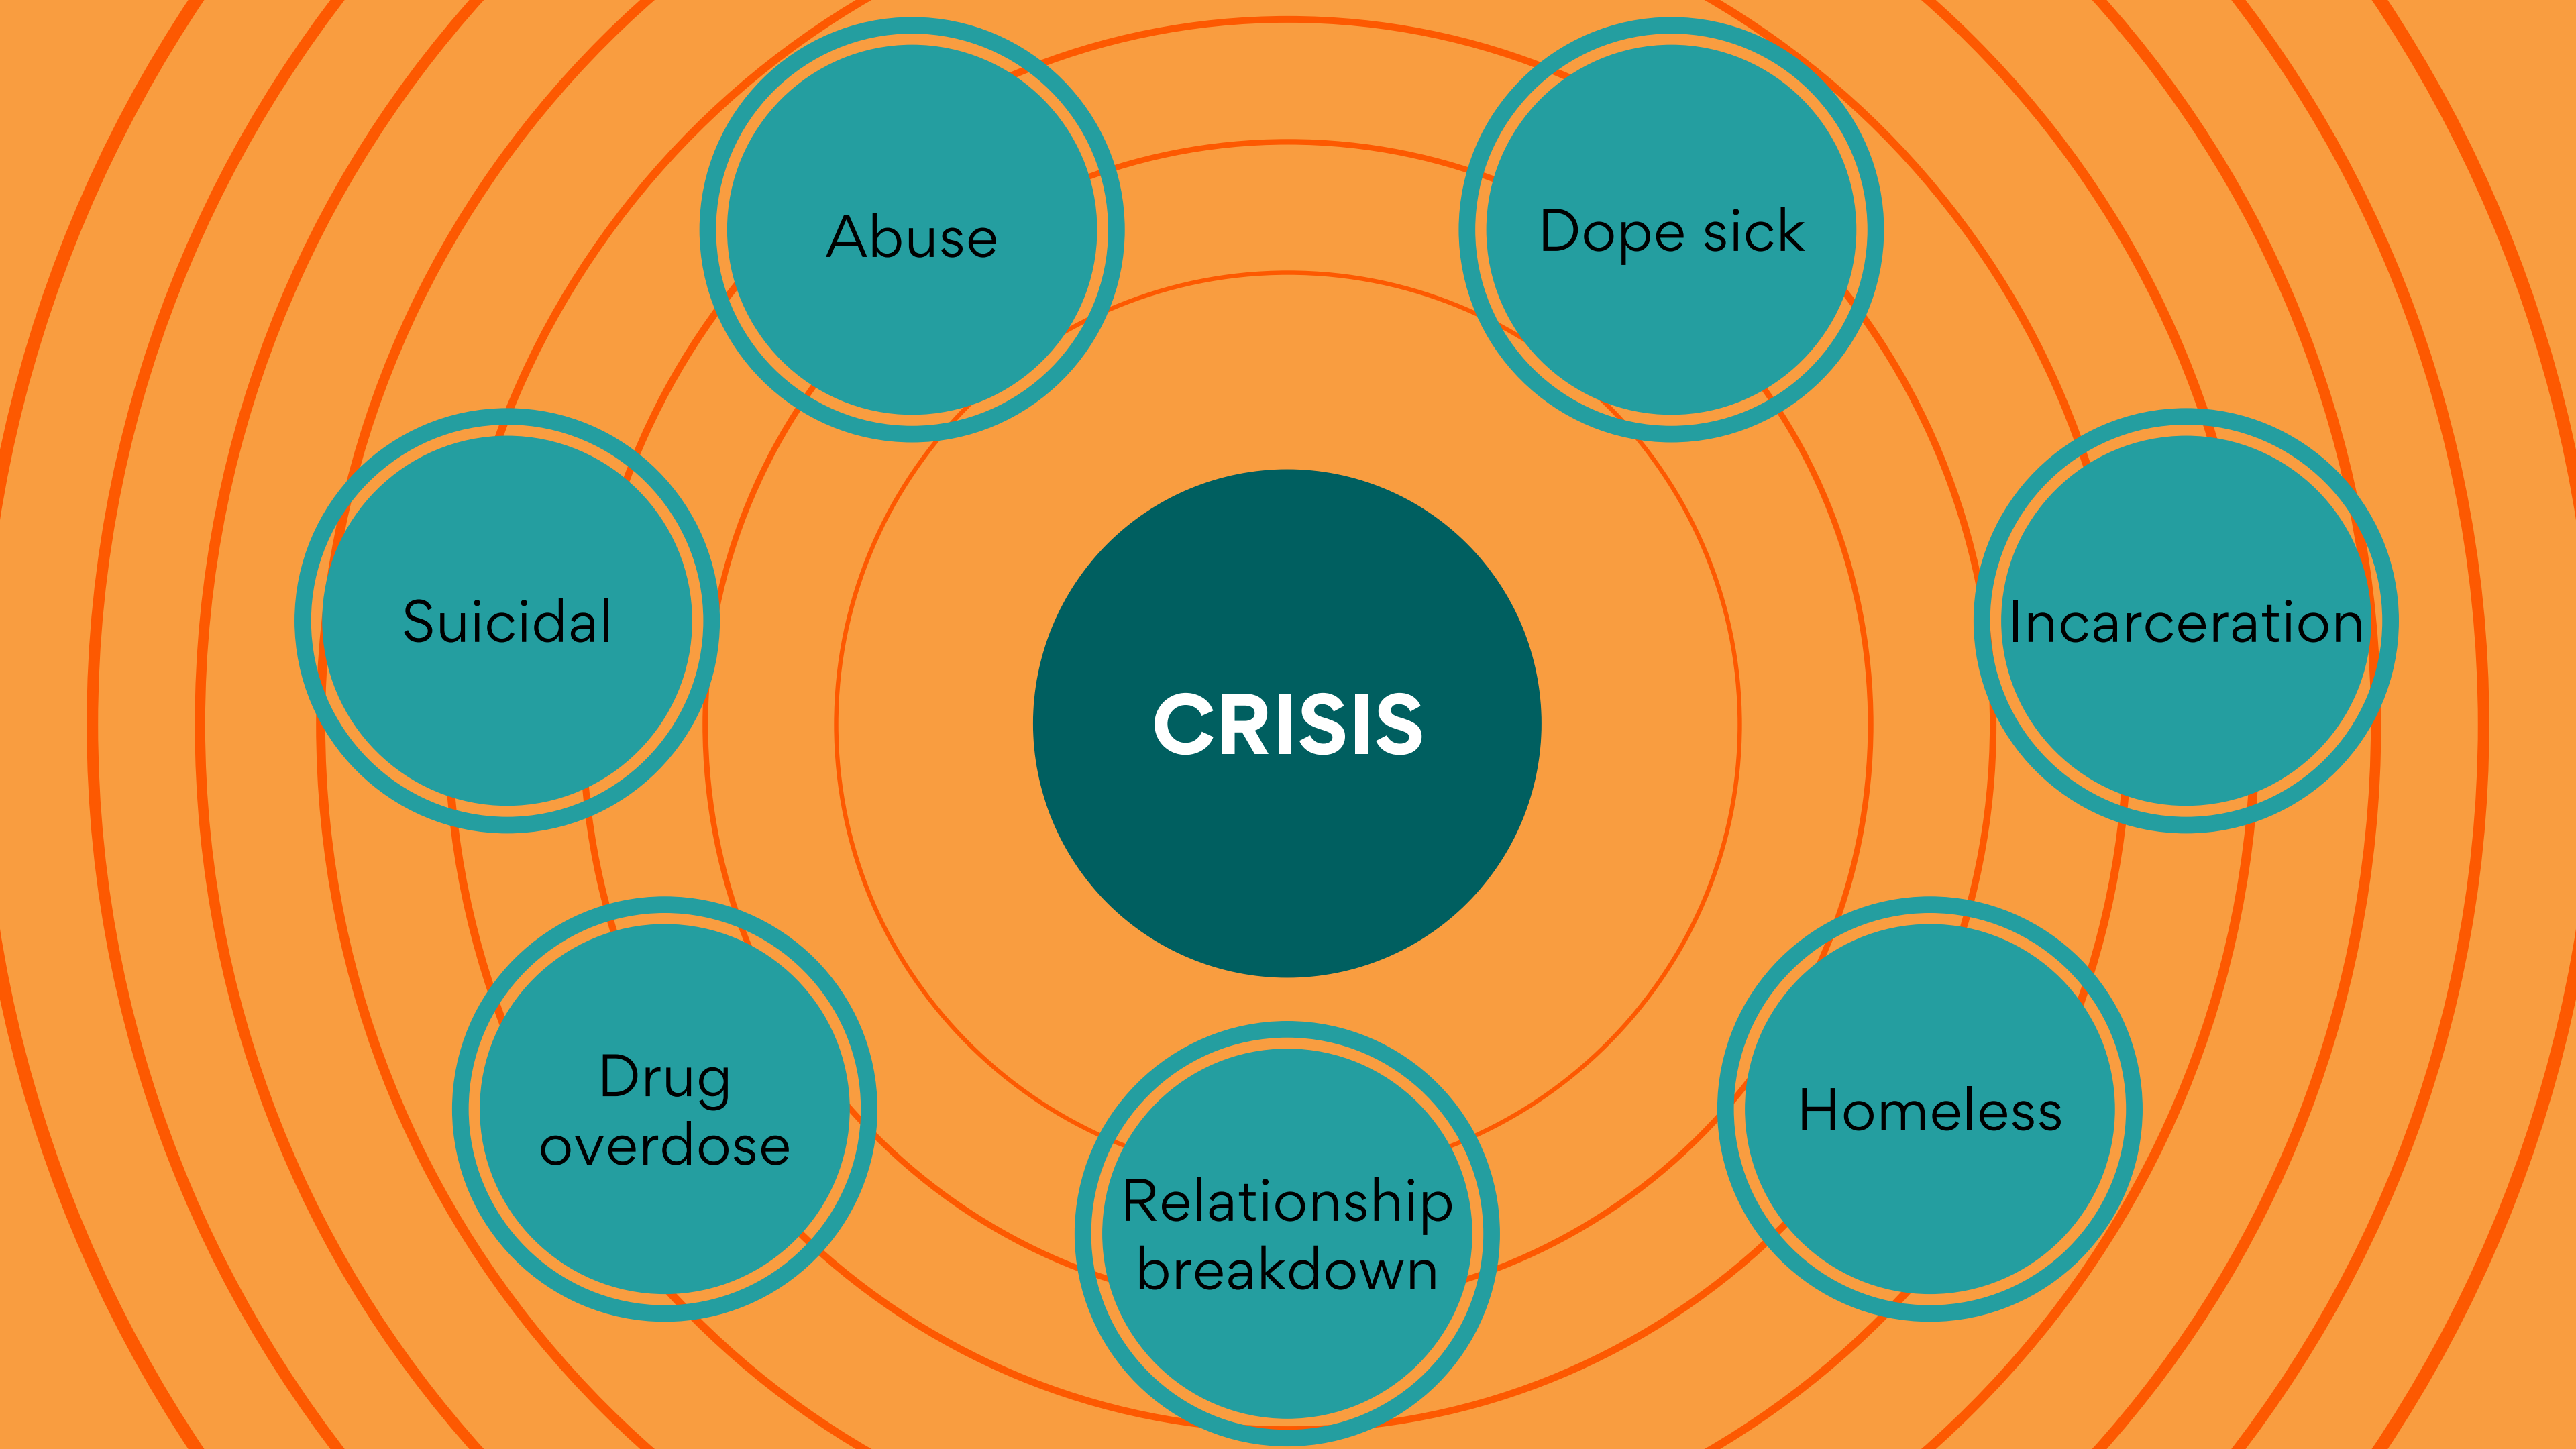 Abuse
Dope sick
Suicidal
Incarceration
CRISIS
Drug
overdose
Homeless
Relationship
breakdown